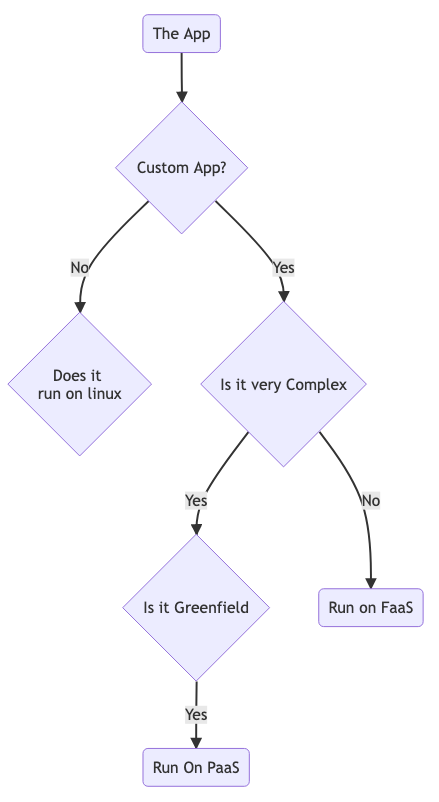 The App
Custom App?
No
Yes
Does it
run on linux
Is it very Complex
Yes
No
Is it Greenfield
Run on FaaS
Yes
Run On PaaS